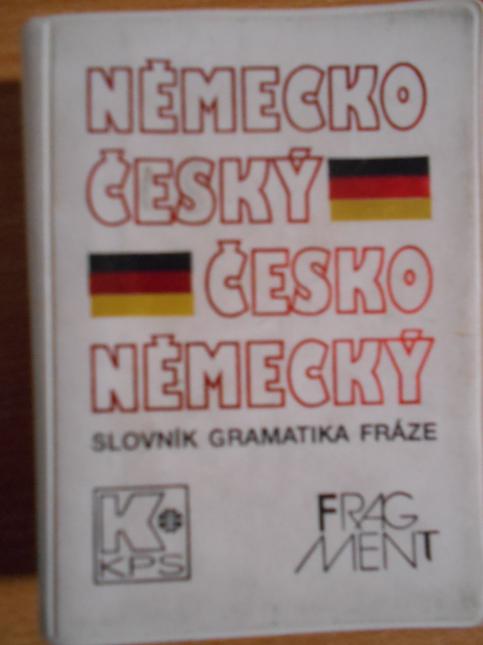 NĚMECKO
ČESKÝ
ČESKO
NĚMECKÝ
SLOVNÍK GRAMATIKA FRÁZE
K
KPS
FRAG
MENT